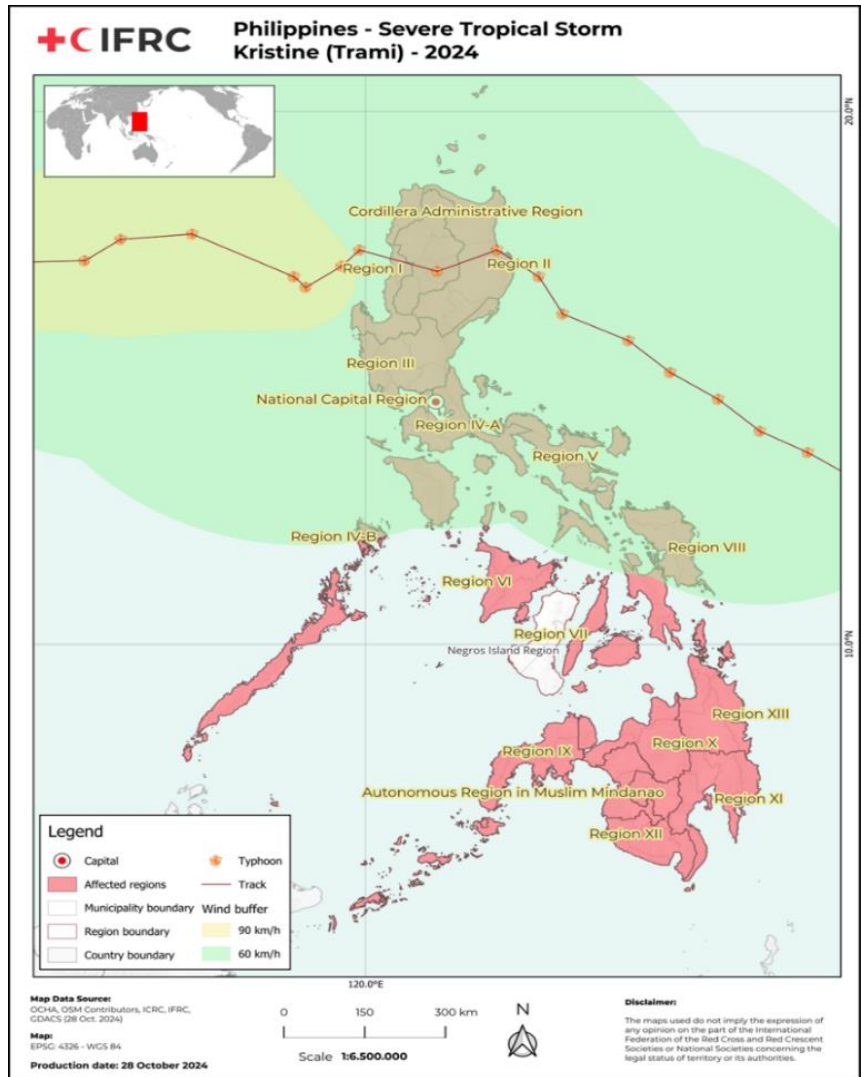 IFRC
Philippines - Severe Tropical Storm
Kristine (Trami) - 2024
20.0°N
Cordillera Administrative Region
Region I
Region II
Region III
National Capital Region
Region IV-A
Region V
Region IV-B
Region VIII
Region VI
10.0°N
Region VII
Negros Island Region
Region XIII
Region X
Region IX
Autonomous Region in Muslim Mindanao
Region XI
Region XII
Legend
Capital
Affected regions
Municipality boundary
Region boundary
Country boundary
Typhoon
Track
Wind buffer
90 km/h
60 km/h
120.0°E
Map Data Source:
OCHA, OSM Contributors, ICRC, IFRC,
GDACS (28 Oct. 2024)
Map:
EPSG: 4326 - WGS 84
Production date: 28 October 2024
0 150 300 km
Scale 1:6.500.000
N
Disclaimer:
The maps used do not imply the expression of
any opinion on the part of the International
Federation of the Red Cross and Red Crescent
Societies or National Societies concerning the
legal status of territory or its authorities.